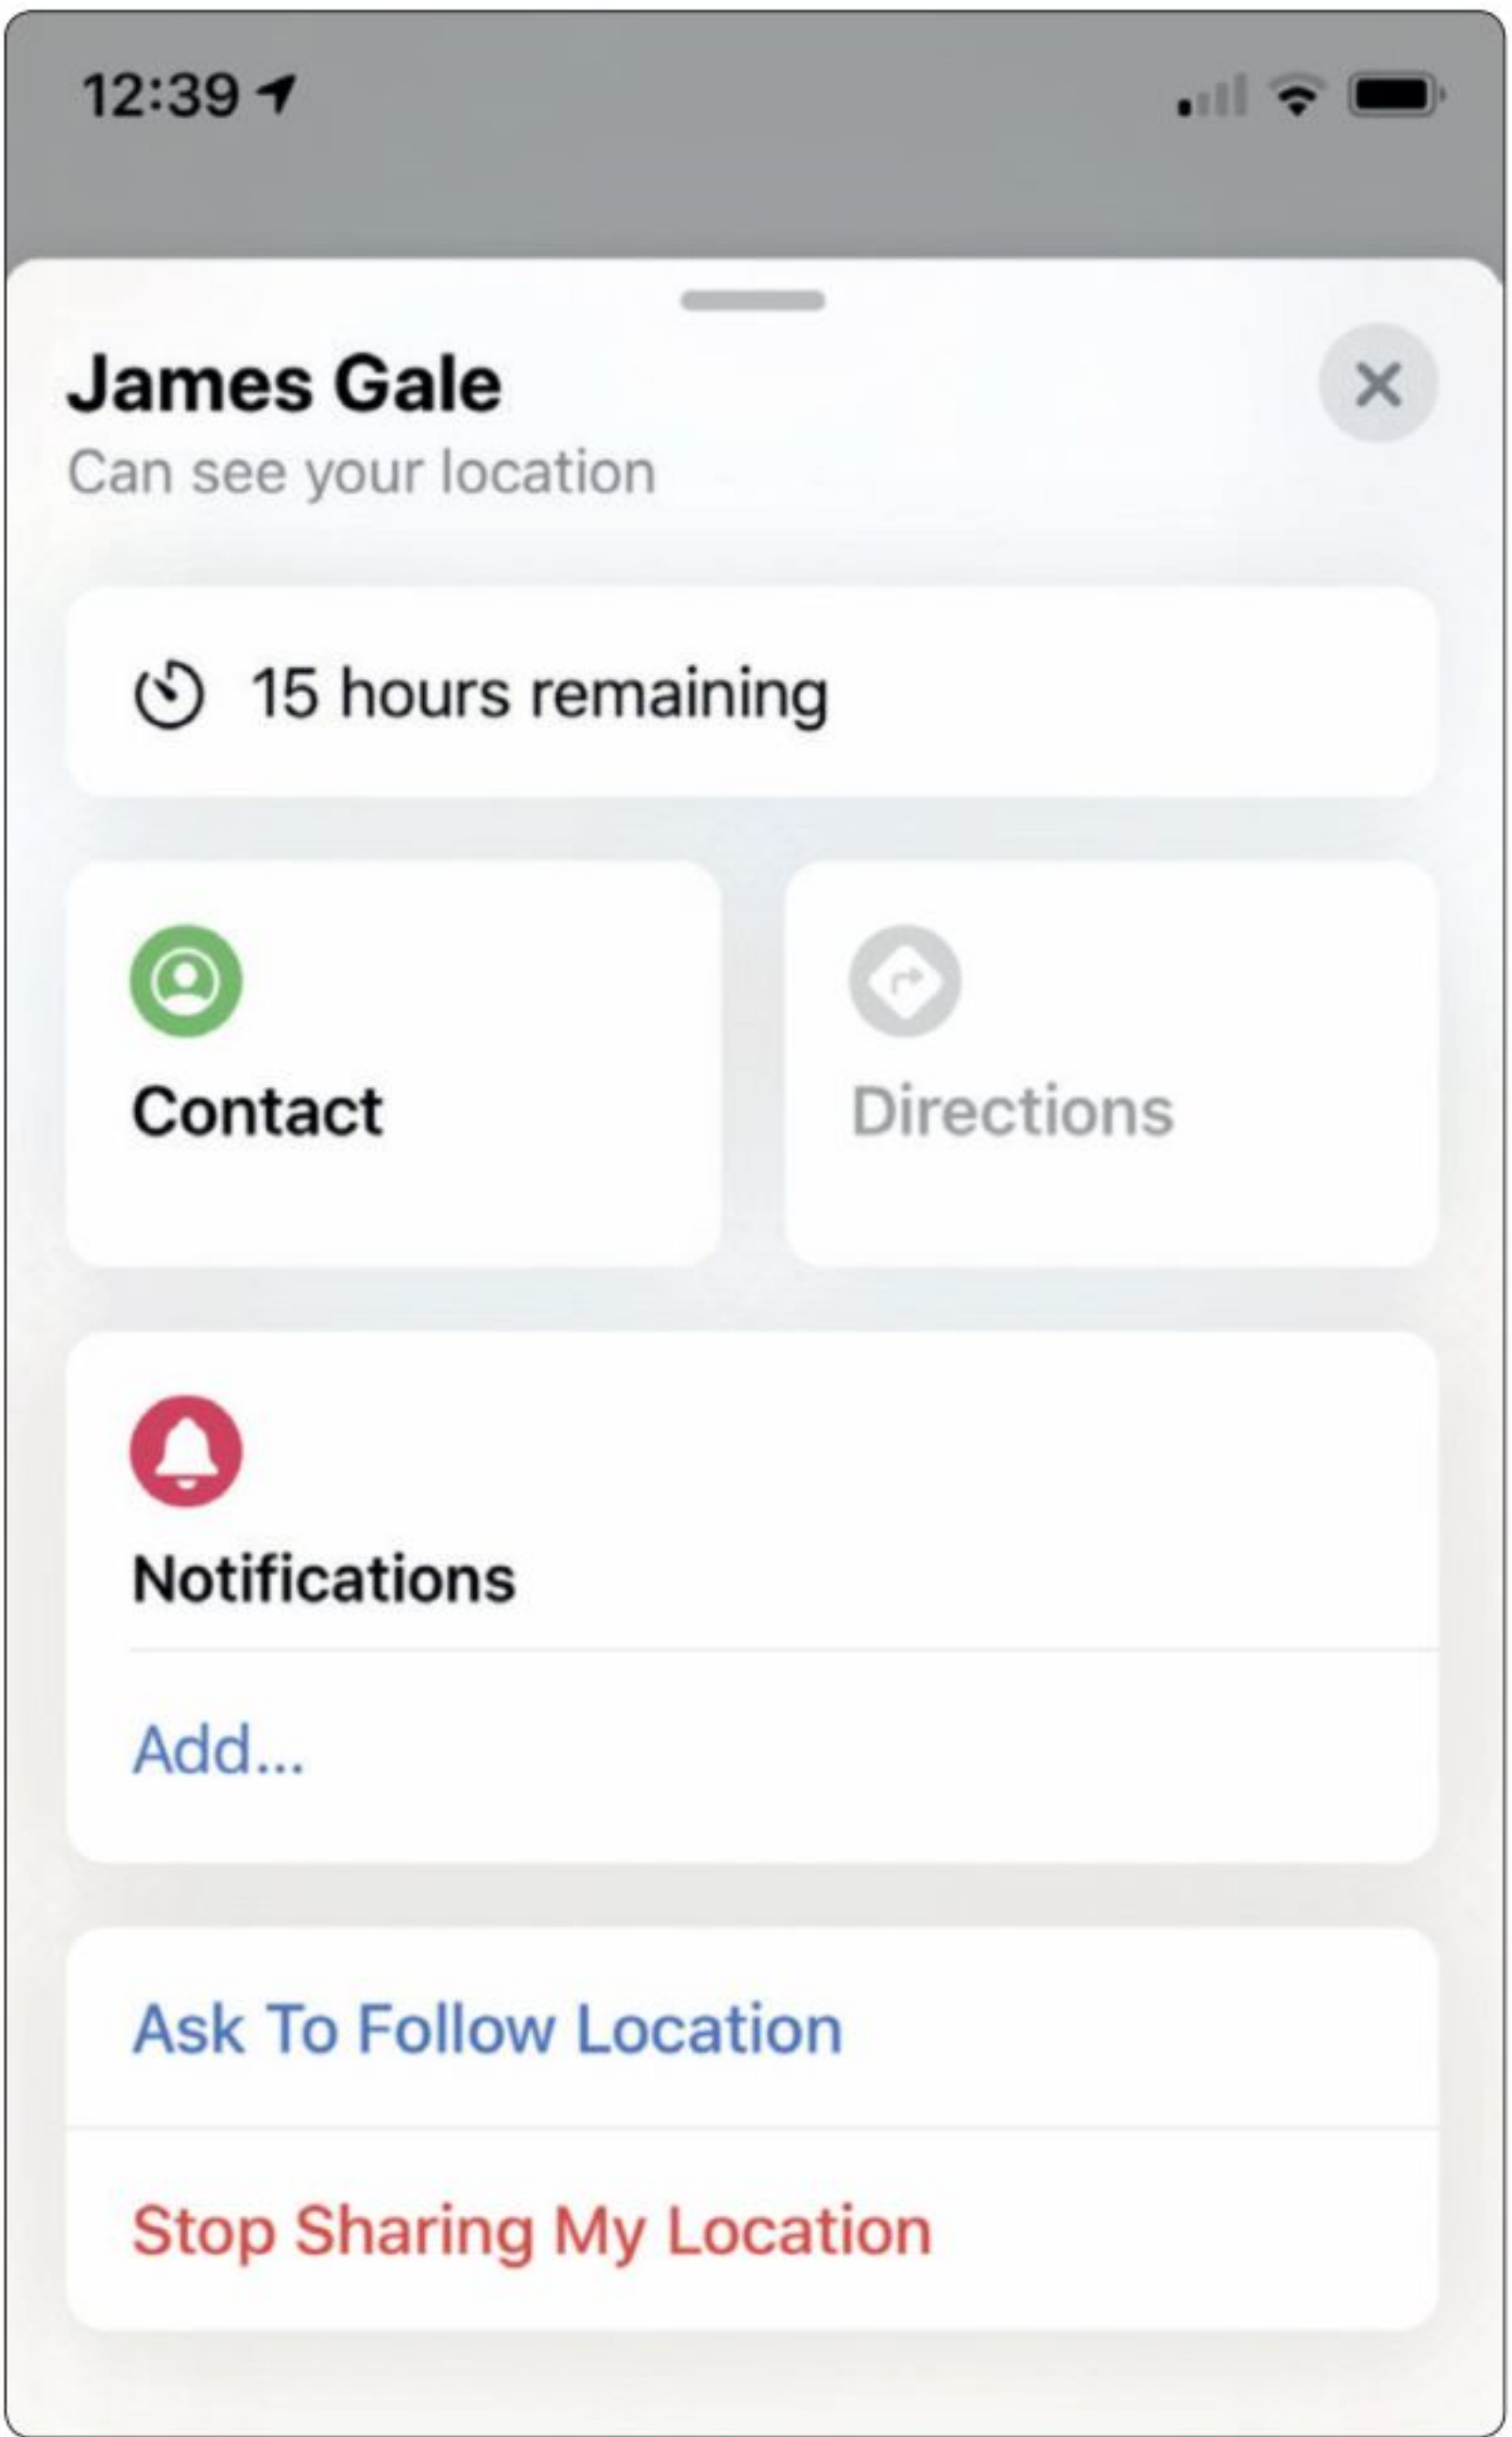 12:39
James Gale
Can see your location
15 hours remaining
Contact
Directions
Notifications
Add...
Ask To Follow Location
Stop Sharing My Location